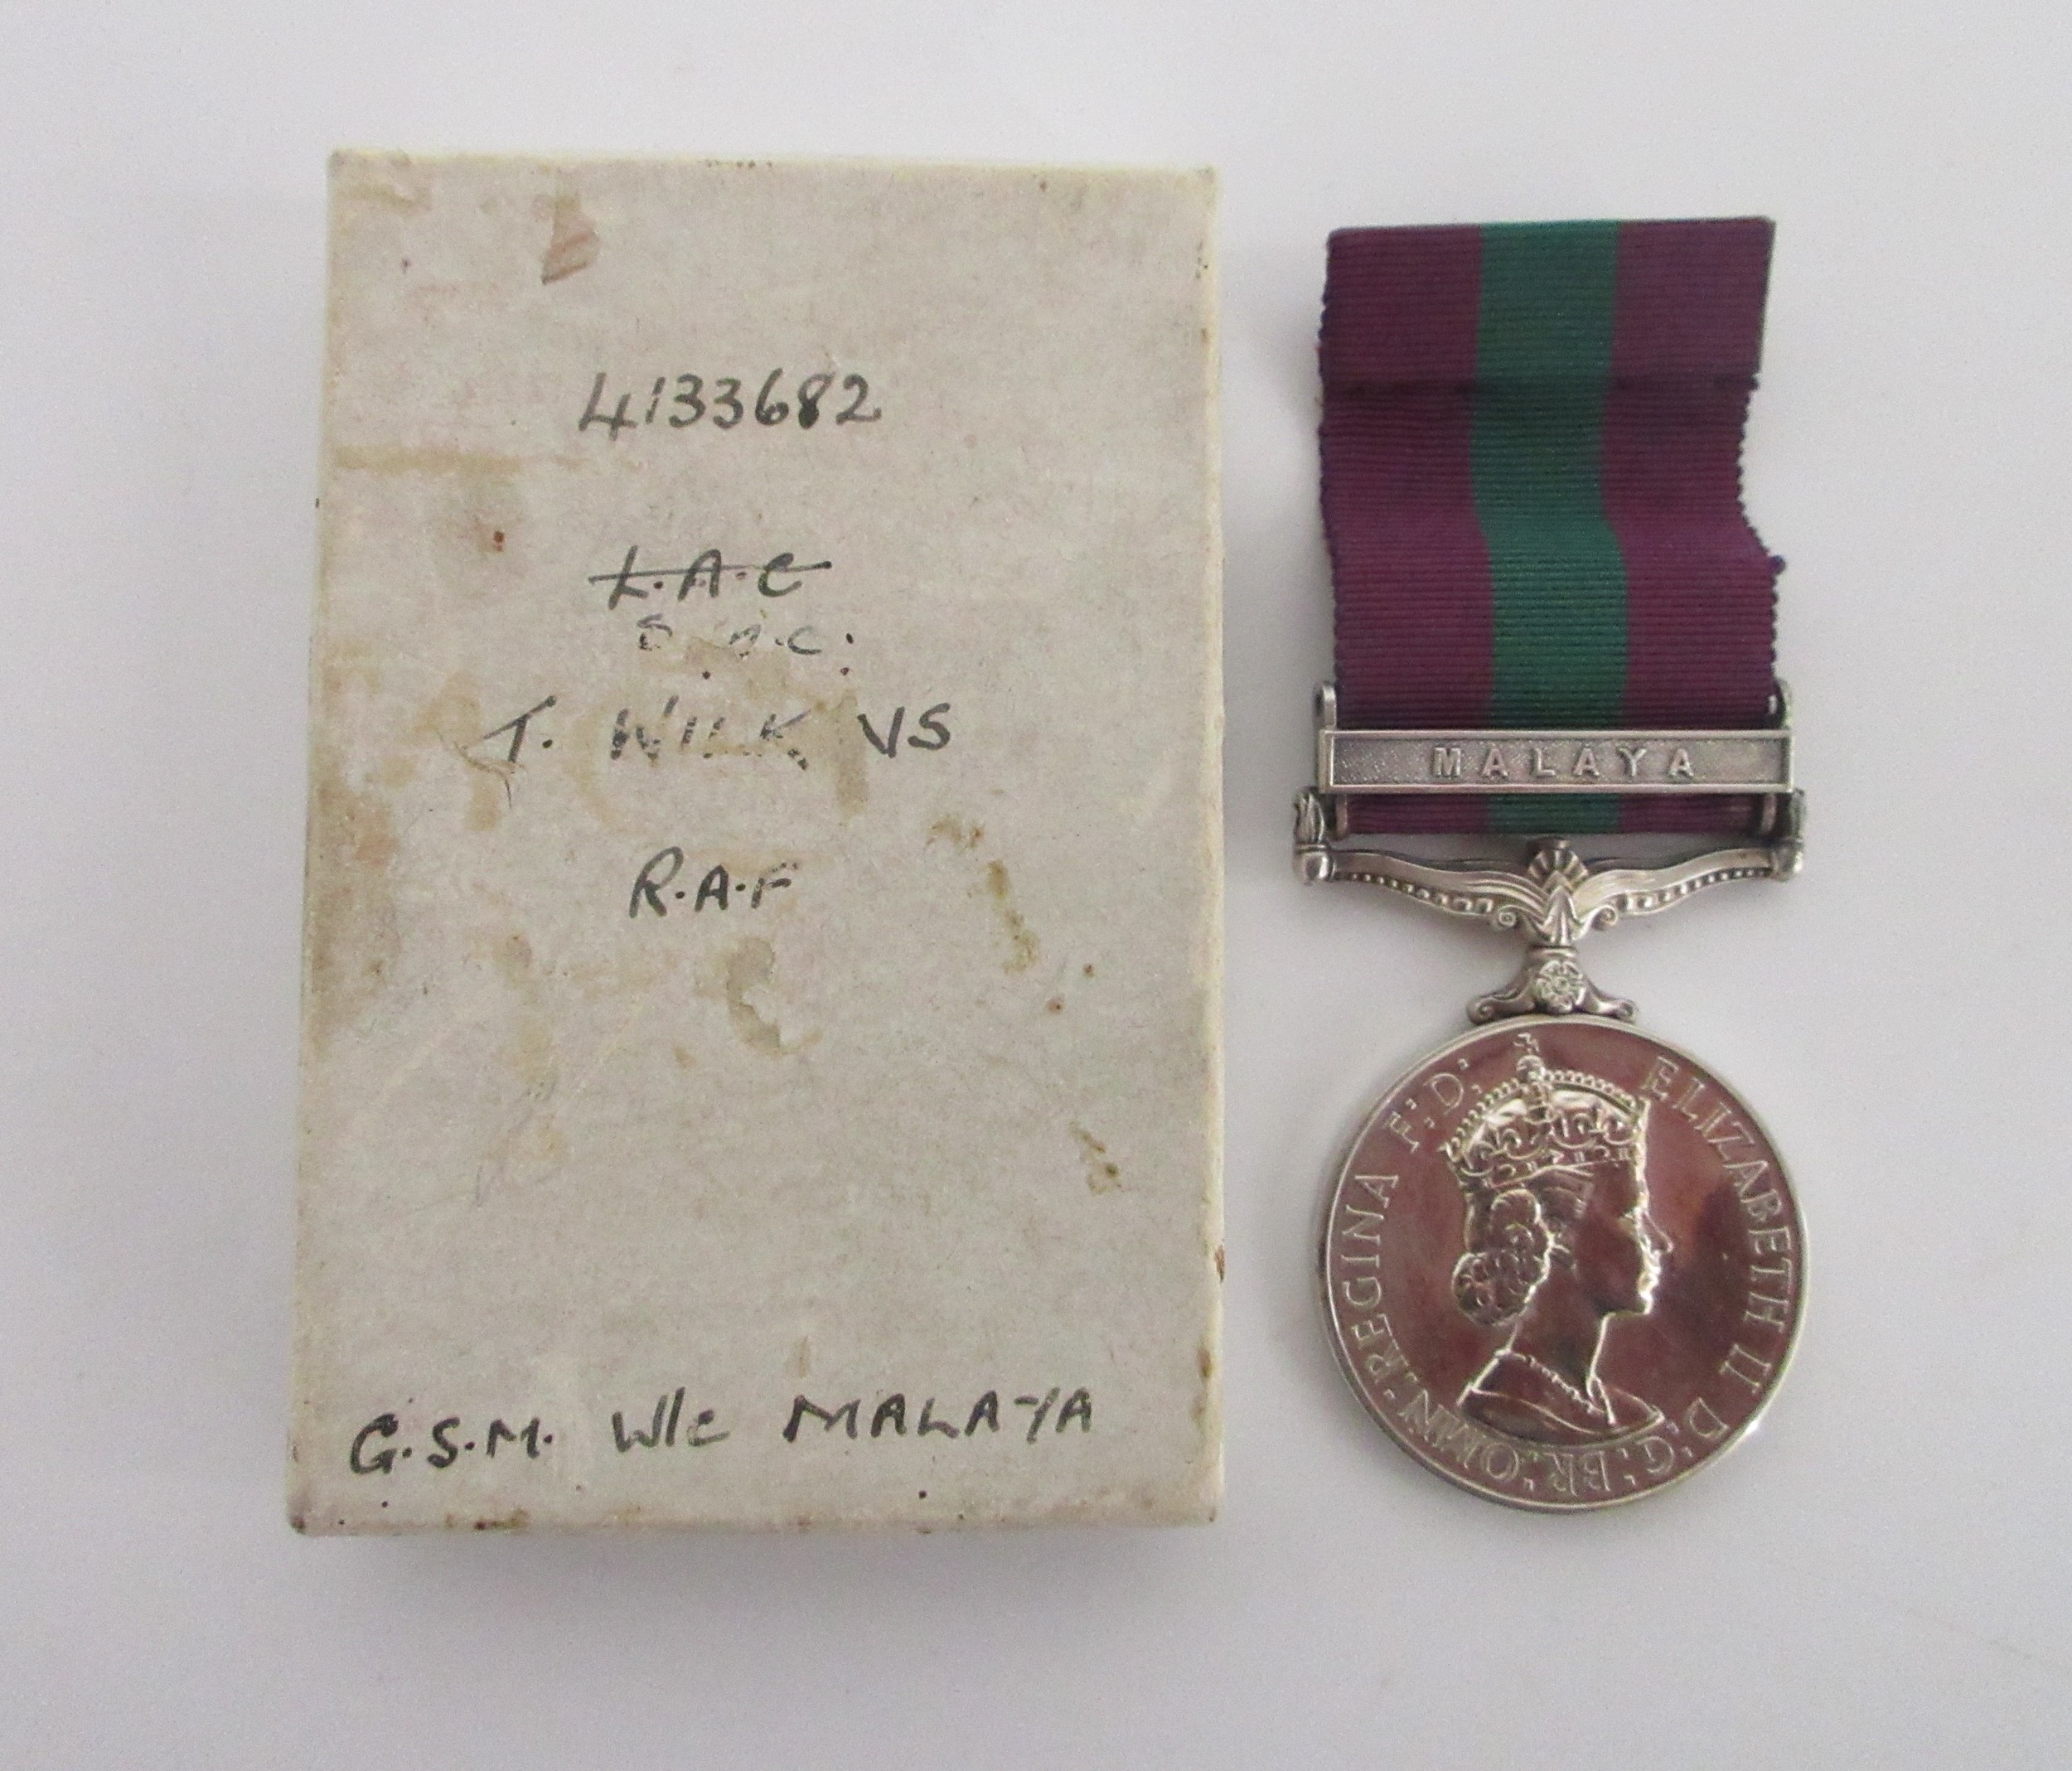 4133682
L.A.C
T. WILK VS
R.A.F
G.S.M. W/C MALAYA
MALAYA
ELIZABETH II D:G:BR:OMN:REGINA F:D: